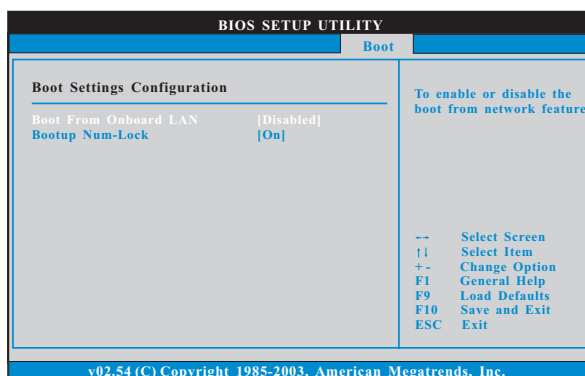 BIOS SETUP UTILITY
Boot
Boot Settings Configuration
Boot From Onboard LAN [Disabled]
Bootup Num-Lock [On]
To enable or disable the
boot from network feature
←→ Select Screen
↑↓ Select Item
+ - Change Option
F1 General Help
F9 Load Defaults
F10 Save and Exit
ESC Exit
v02.54 (C) Copyright 1985-2003, American Megatrends, Inc.